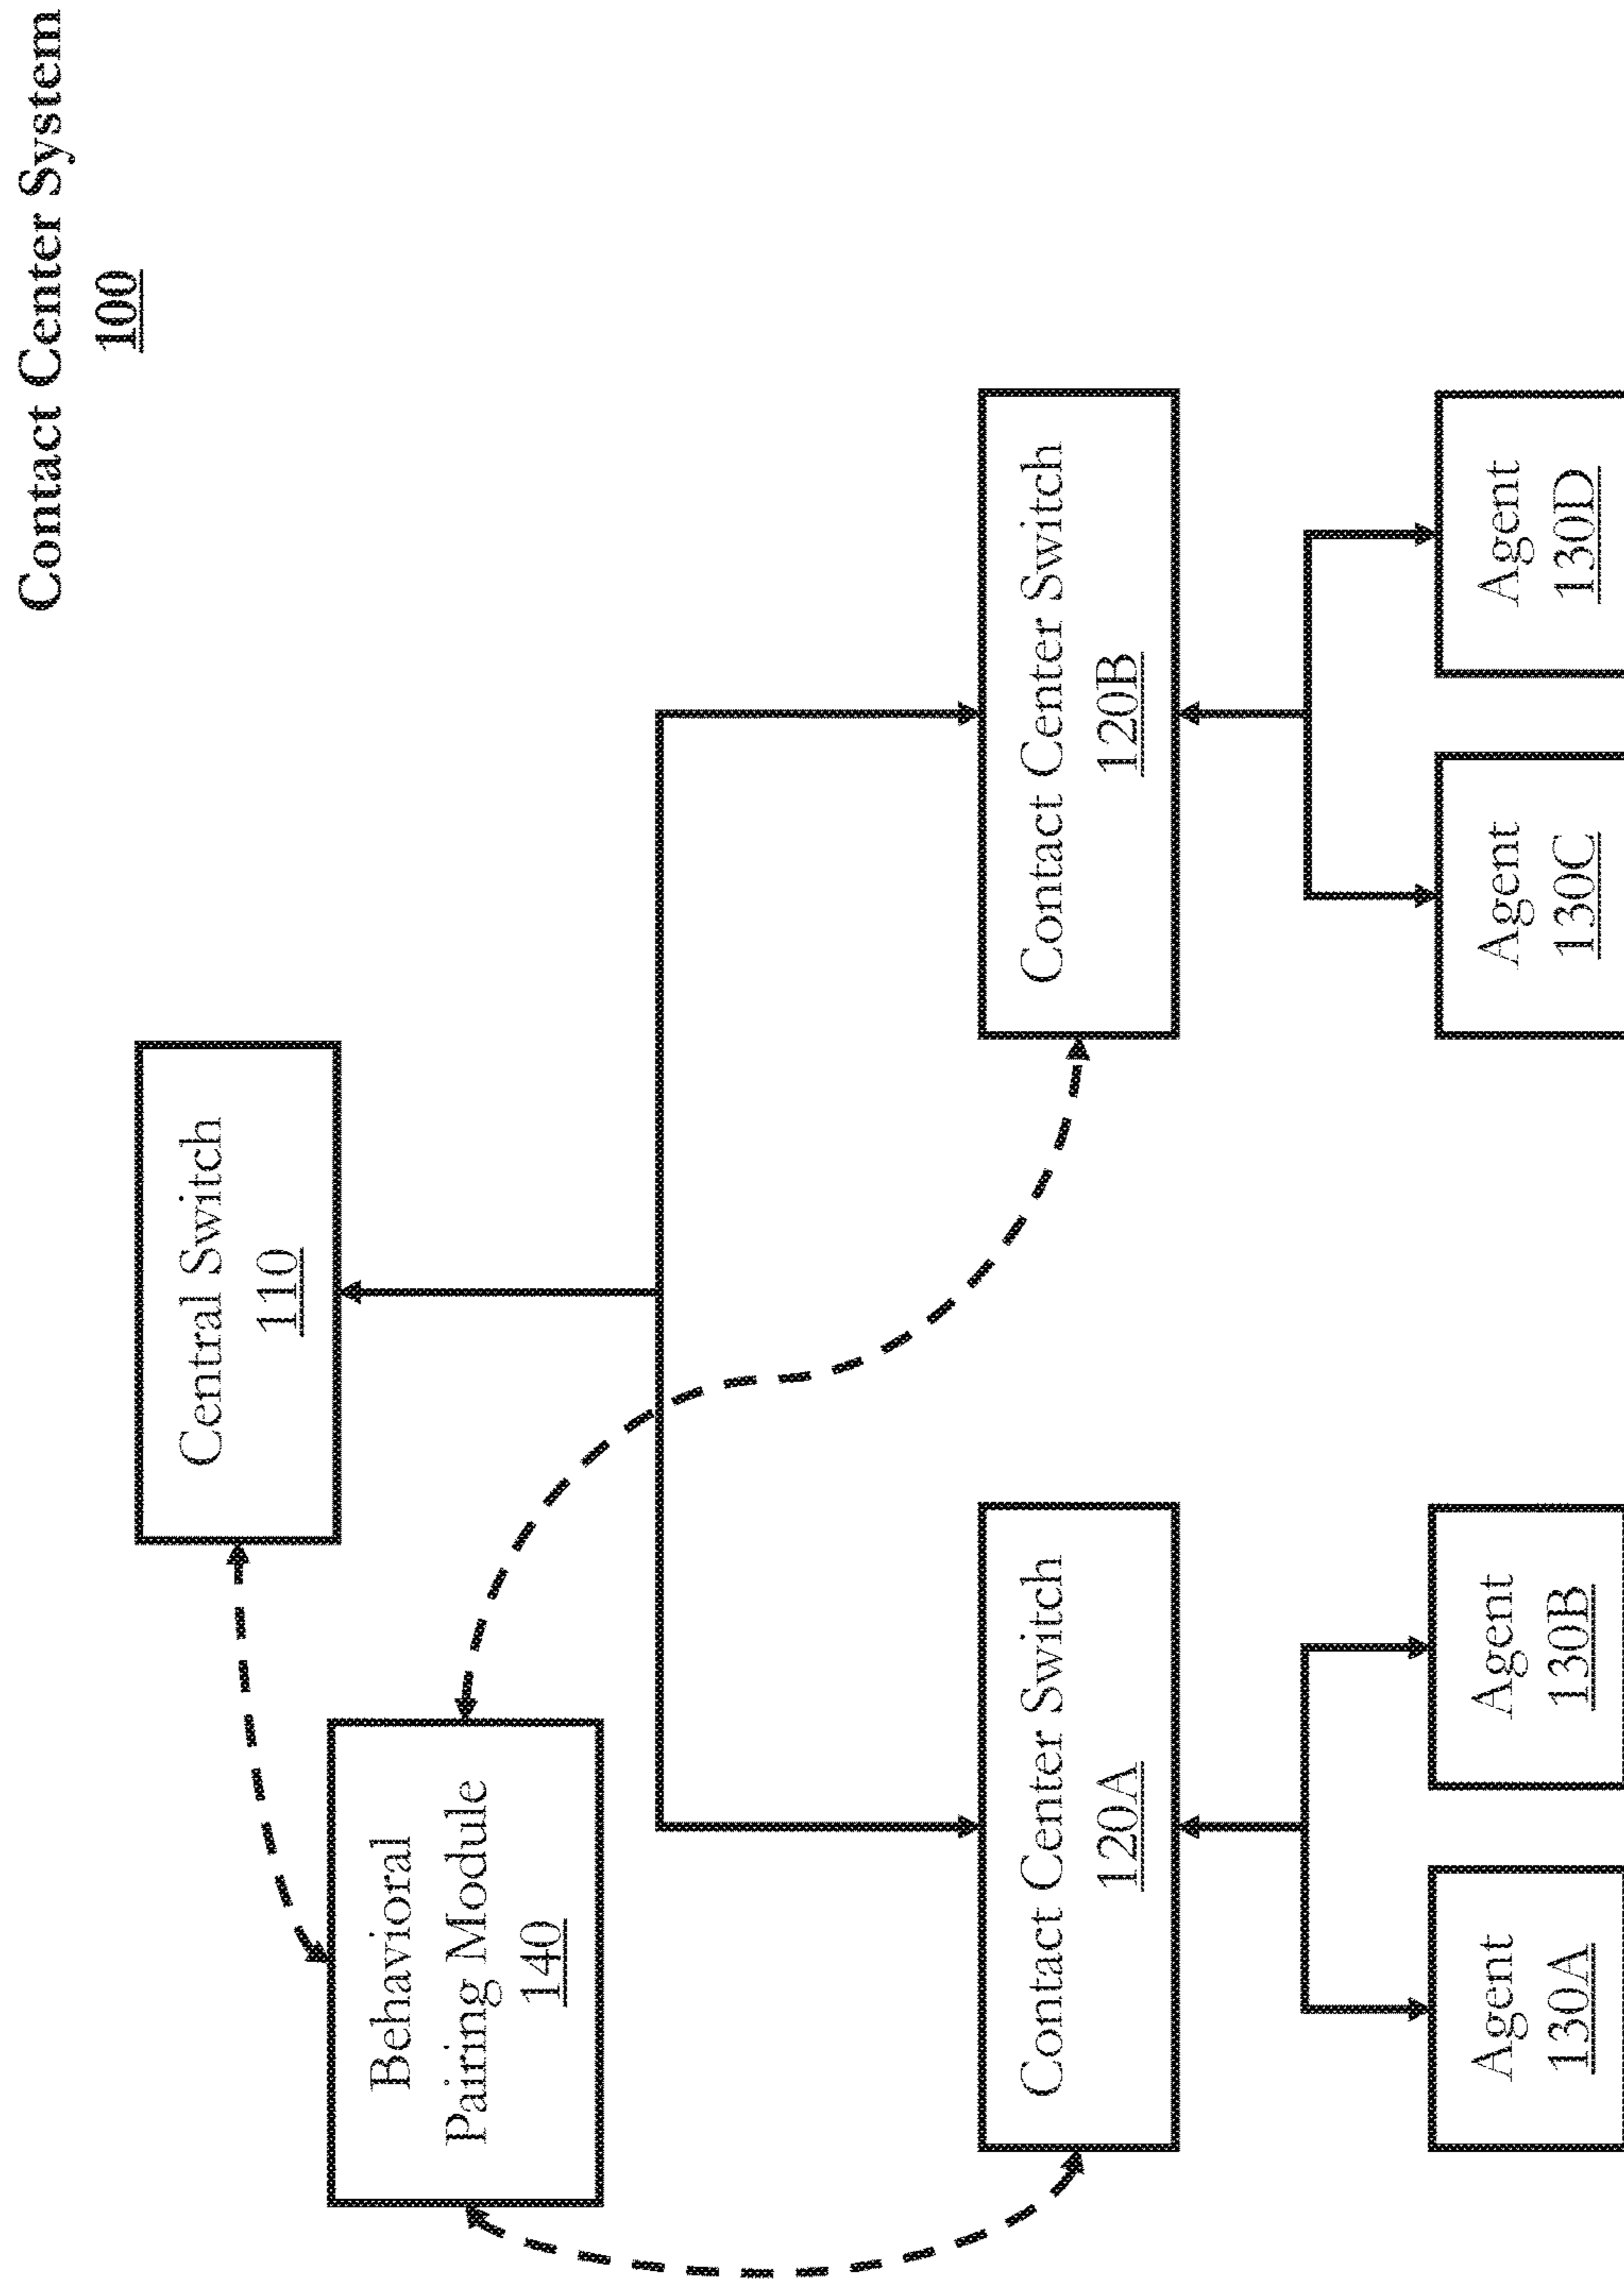 Contact Center System
100
Central Switch
110
Behavioral
Pairing Module
140
Contact Center Switch
120A
Contact Center Switch
120B
Agent
130A
Agent
130B
Agent
130C
Agent
130D